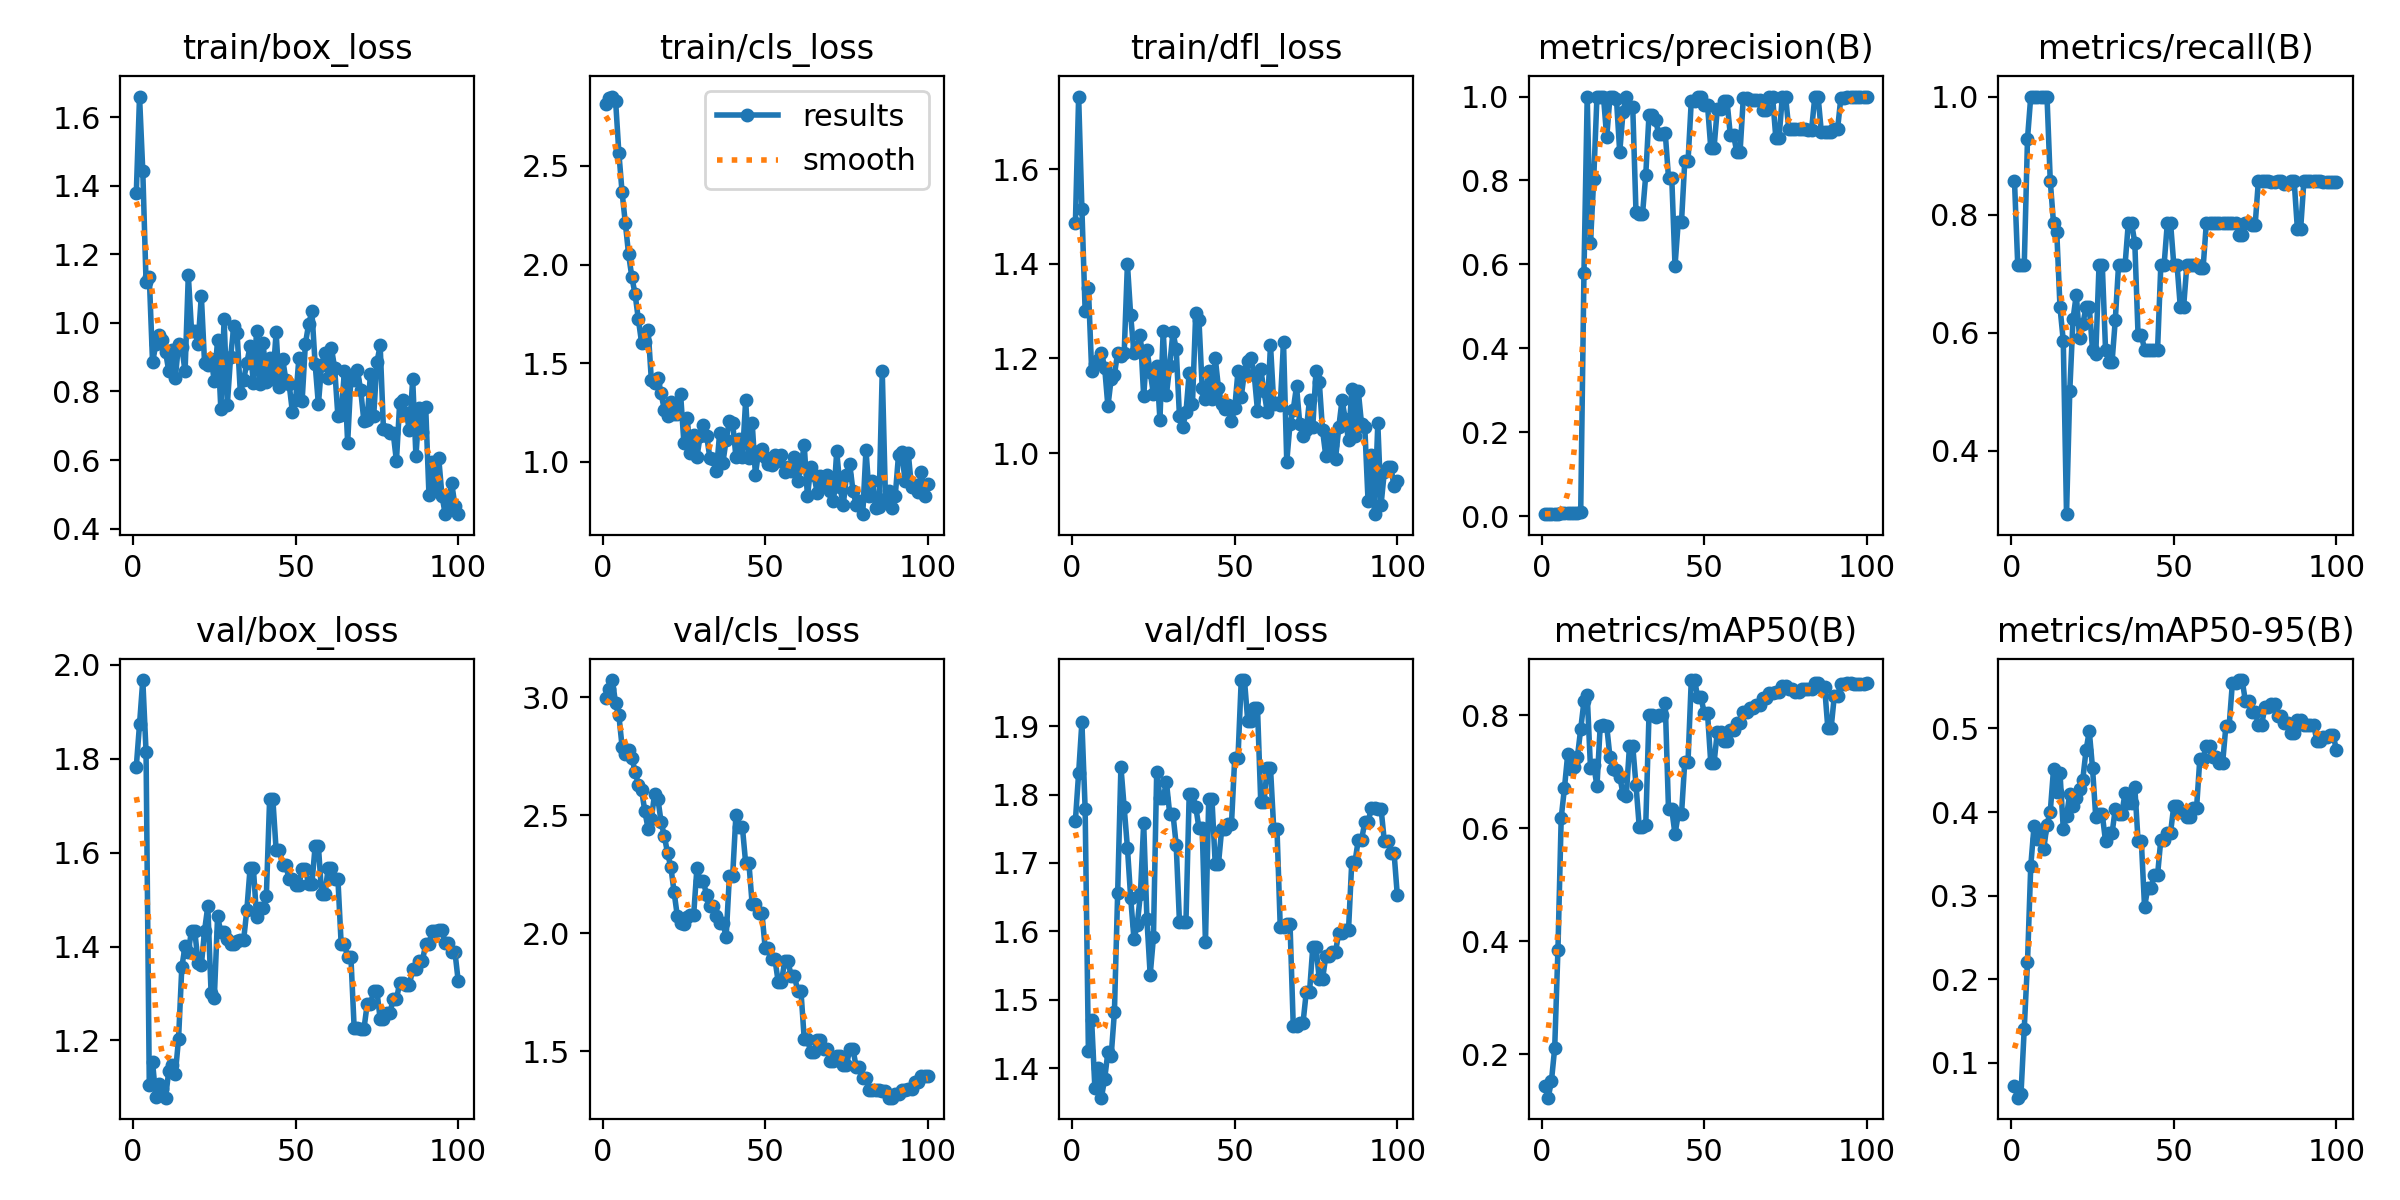 train/box_loss
1.6
1.4
1.2
1.0
0.8
0.6
0.4
0 50 100
train/cls_loss
results
smooth
2.5
2.0
1.5
1.0
0 50 100
train/dfl_loss
1.6
1.4
1.2
1.0
0 50 100
metrics/precision(B)
1.0
0.8
0.6
0.4
0.2
0.0
0 50 100
metrics/recall(B)
1.0
0.8
0.6
0.4
0 50 100
val/box_loss
2.0
1.8
1.6
1.4
1.2
0 50 100
val/cls_loss
3.0
2.5
2.0
1.5
0 50 100
val/dfl_loss
1.9
1.8
1.7
1.6
1.5
1.4
0 50 100
metrics/mAP50(B)
0.8
0.6
0.4
0.2
0 50 100
metrics/mAP50-95(B)
0.5
0.4
0.3
0.2
0.1
0 50 100